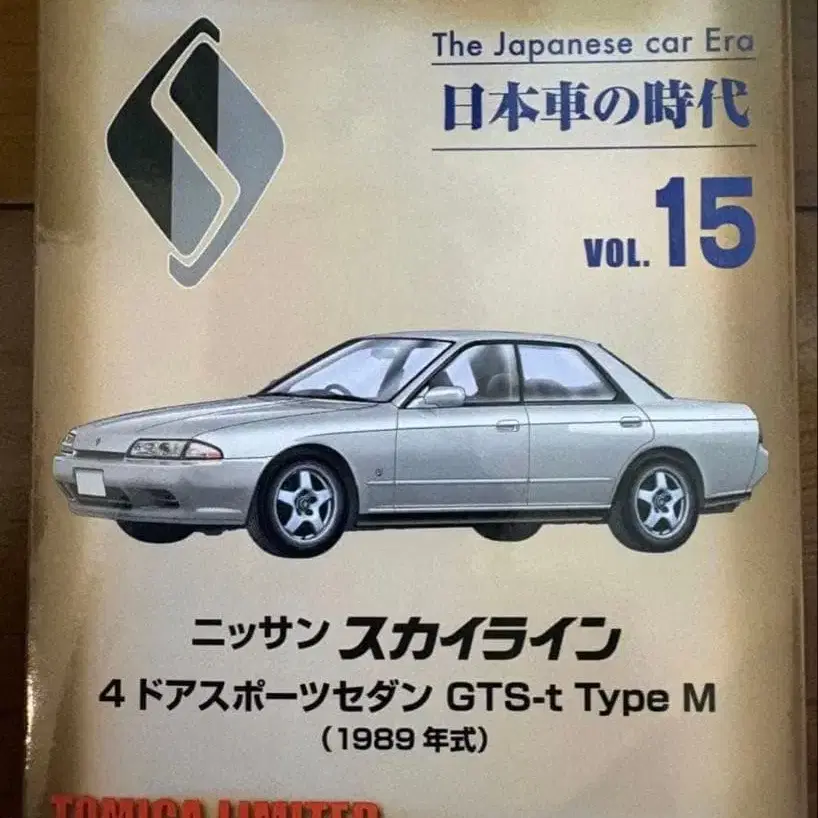 The Japanese car Era
日本車の時代
VOL. 15
ニッサン スカイライン
4ドアスポーツセダン GTS-t Type M
（1989年式）
TOMICA LIMITED